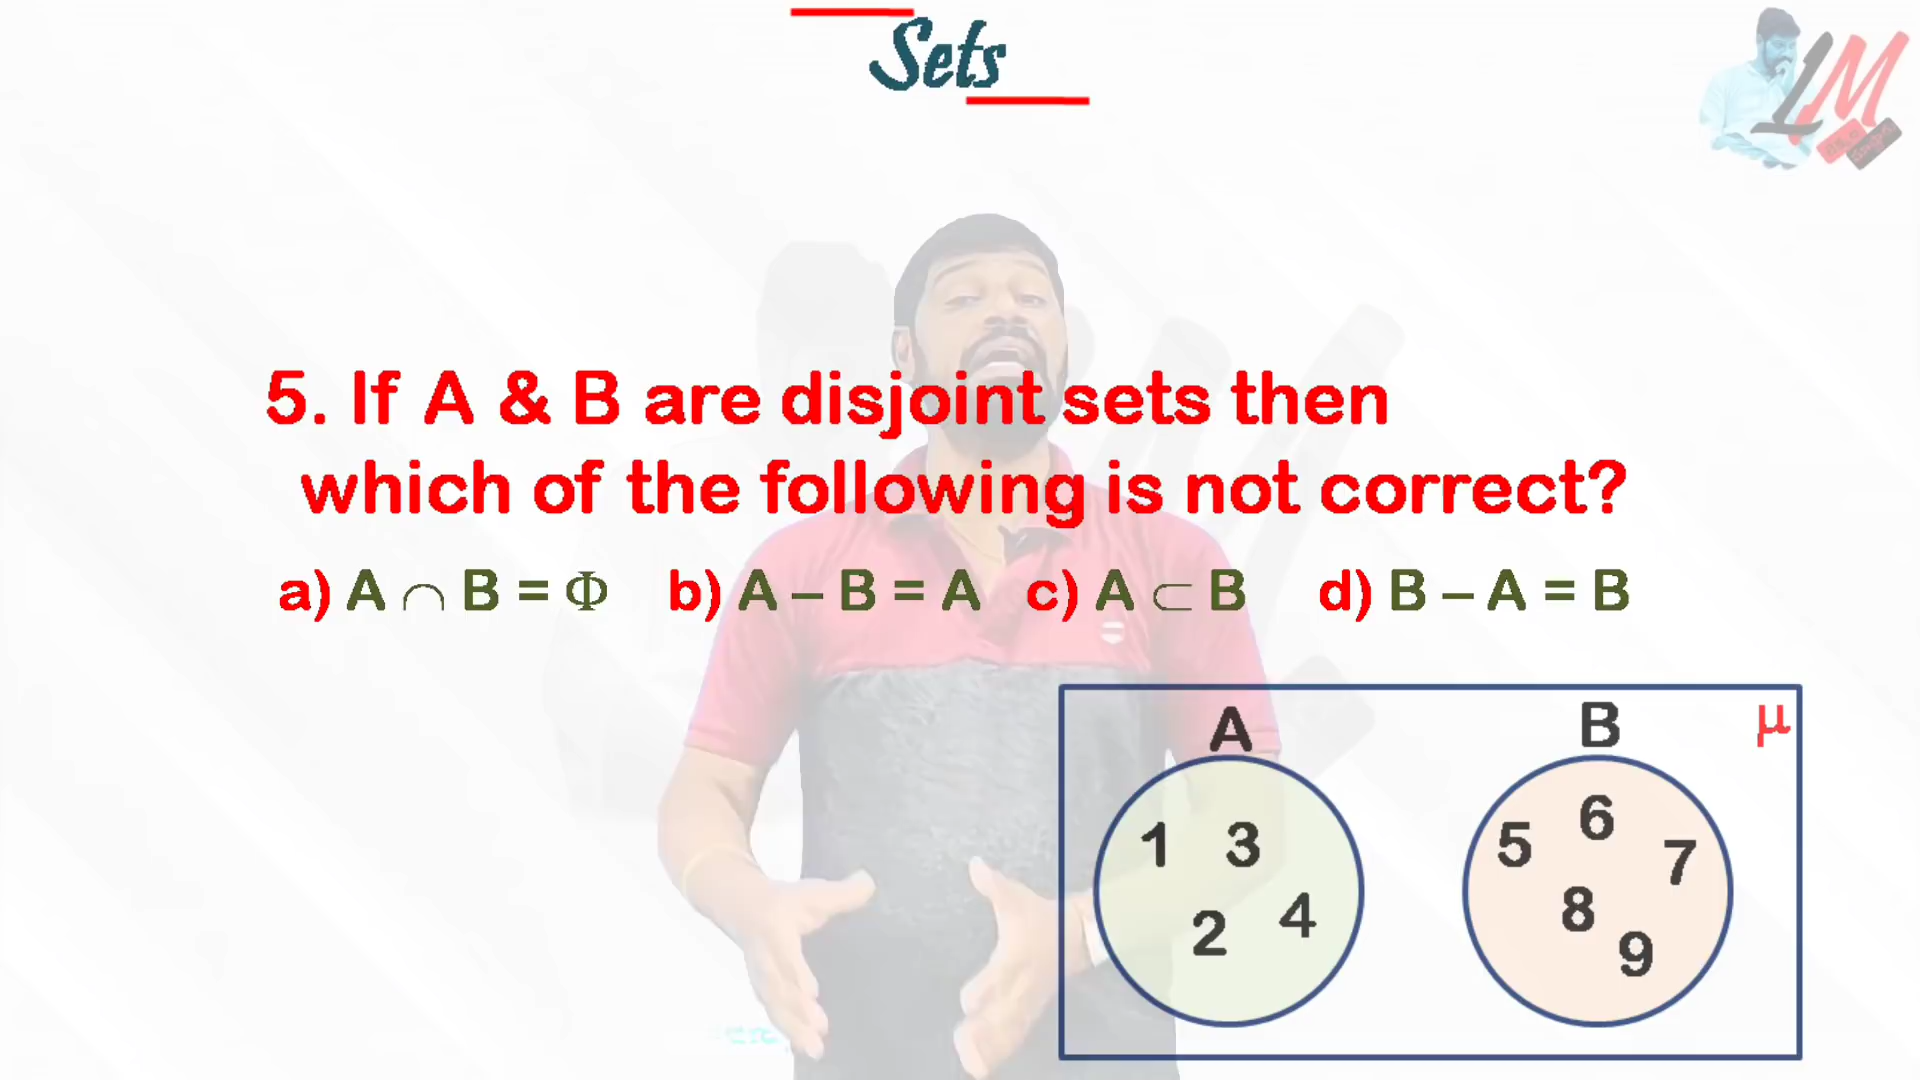 Sets
LM
5. If A & B are disjoint sets then
which of the following is not correct?
a) A ∩ B = Φ b) A – B = A c) A ⊂ B d) B – A = B
A B μ
1 3 2 4
5 6 7 8 9